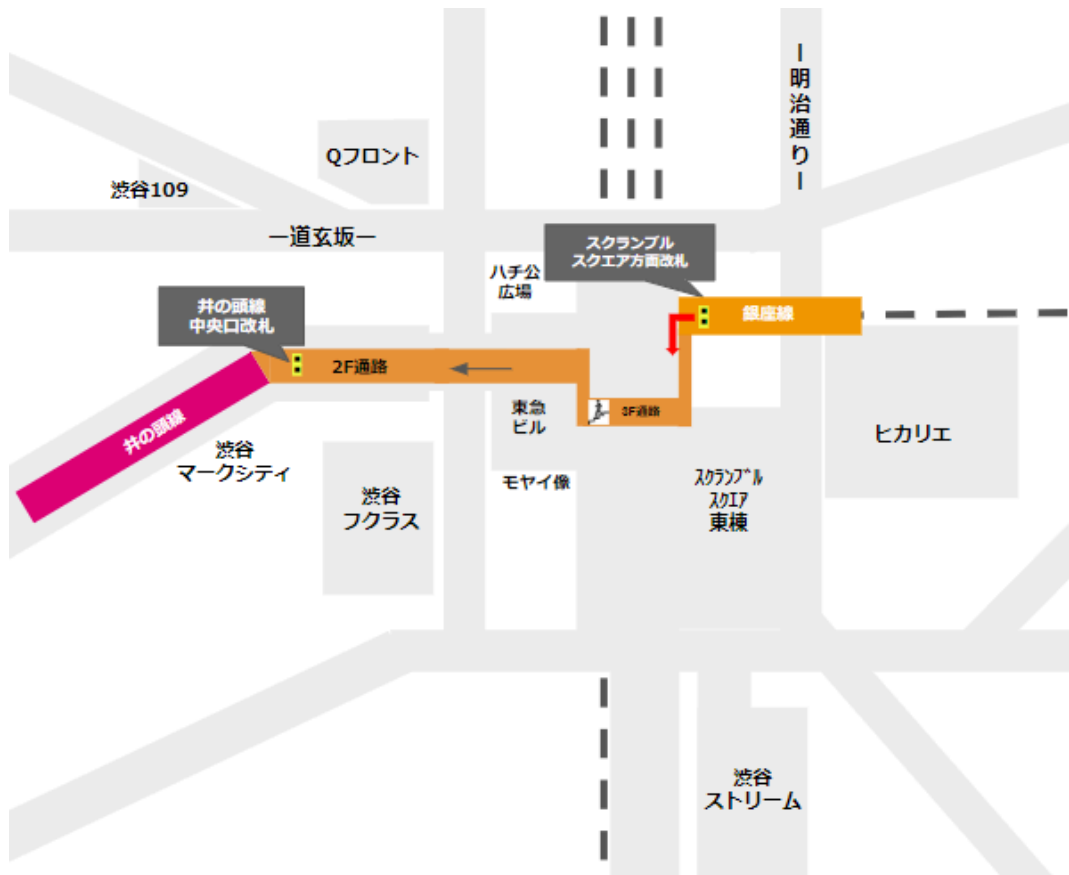 ー明治通りー
Qフロント
渋谷109
ー道玄坂ー
スクランブル
スクエア方面改札
ハチ公
広場
井の頭線
中央口改札
銀座線
2F通路
東急
ビル
3F通路
ヒカリエ
井の頭線
渋谷
マークシティ
モヤイ像
ｽｸﾗﾝﾌﾞﾙ
ｽｸｴｱ
東棟
渋谷
フクラス
渋谷
ストリーム